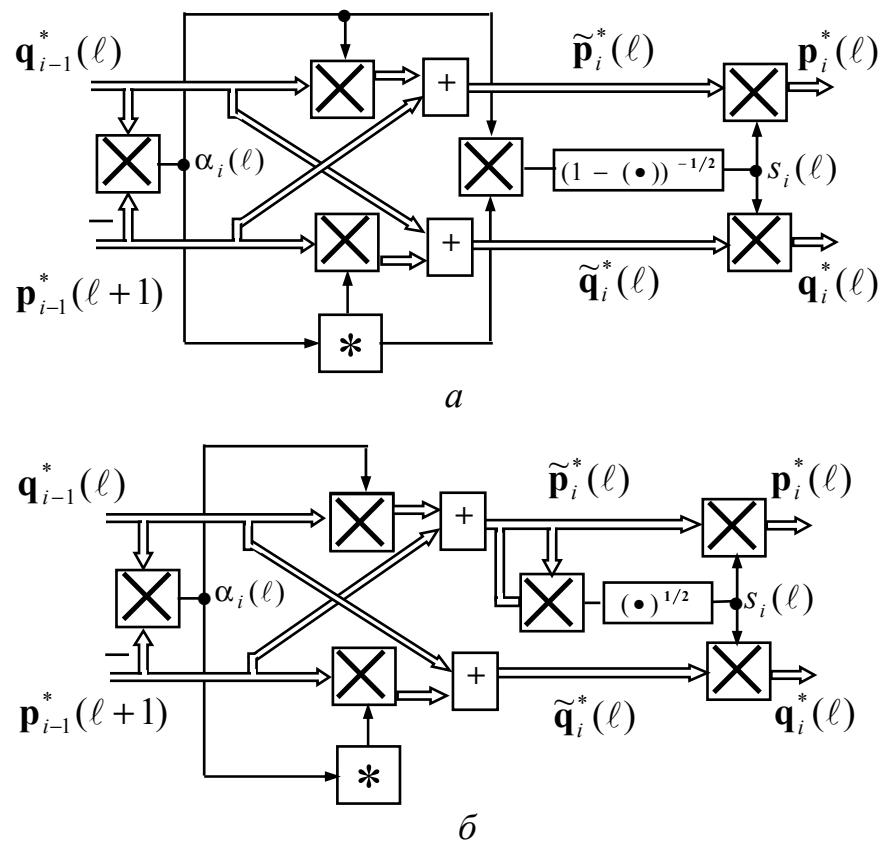 q*_{i-1}(ℓ)
p̃*_i(ℓ)
p*_i(ℓ)
+
α_i(ℓ)
(1 − (•))^{−1/2}
s_i(ℓ)
−
+
p*_{i-1}(ℓ+1)
q̃*_i(ℓ)
q*_i(ℓ)
*
а
q*_{i-1}(ℓ)
p̃*_i(ℓ)
p*_i(ℓ)
+
α_i(ℓ)
(•)^{1/2}
s_i(ℓ)
−
+
p*_{i-1}(ℓ+1)
q̃*_i(ℓ)
q*_i(ℓ)
*
б